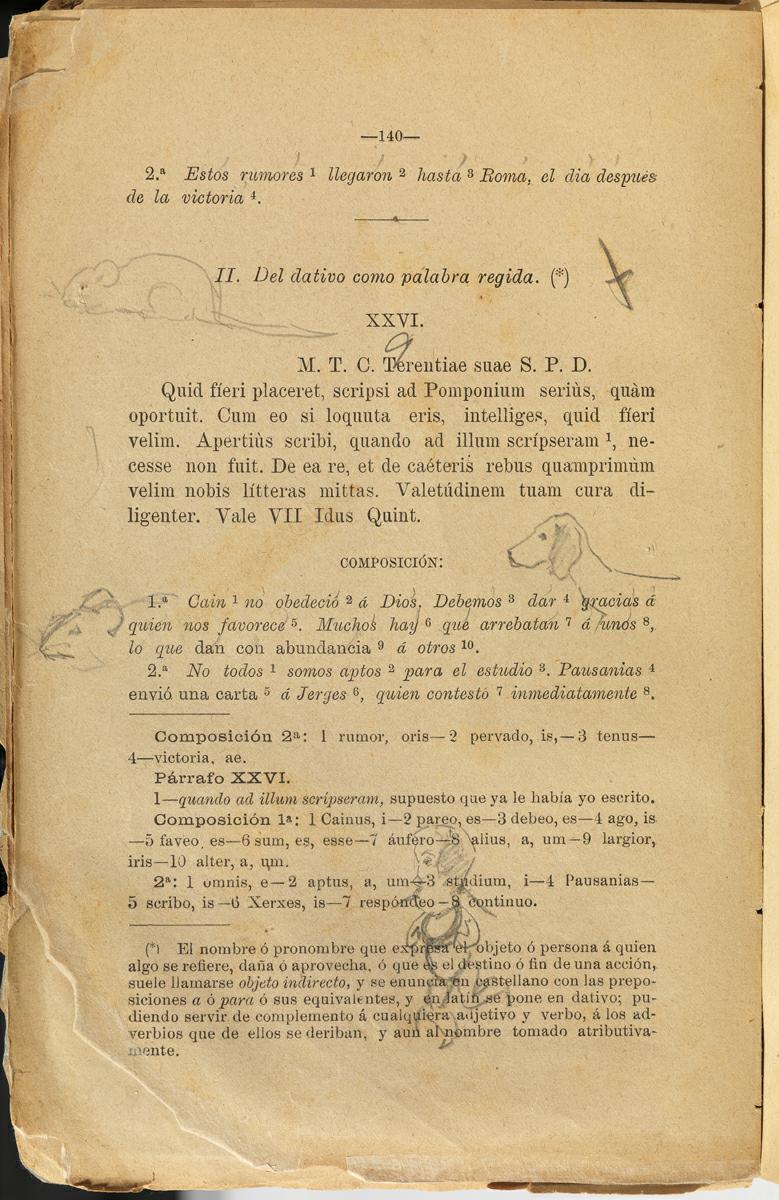 —140—
2.ª Estos rumores ¹ llegaron ² hasta ³ Roma, el dia después
de la victoria ⁴.
II. Del dativo como palabra regida. (*)
XXVI.
M. T. C. Terentiae suae S. P. D.
Quid fíeri placeret, scripsi ad Pomponium seriùs, quàm
oportuit. Cum eo si loquuta eris, intelliges, quid fíeri
velim. Apertiùs scribi, quando ad illum scrípseram ¹, ne-
cesse non fuit. De ea re, et de caéteris rebus quamprimùm
velim nobis lítteras mittas. Valetúdinem tuam cura di-
ligenter. Vale VII Idus Quint.
COMPOSICIÓN:
1.ª Cain ¹ no obedeció ² á Dios. Debemos ³ dar ⁴ gracias á
quien nos favorece ⁵. Muchos hay ⁶ que arrebatan ⁷ á unos ⁸,
lo que dan con abundancia ⁹ á otros ¹⁰.
2.ª No todos ¹ somos aptos ² para el estudio ³. Pausanias ⁴
envió una carta ⁵ á Jerges ⁶, quien contestó ⁷ inmediatamente ⁸.
Composición 2ª: 1 rumor, oris—2 pervado, is,—3 tenus—
4—victoria, ae.
Párrafo XXVI.
1—quando ad illum scrípseram, supuesto que ya le había yo escrito.
Composición 1ª: 1 Cainus, i—2 pareo, es—3 debeo, es—4 ago, is
—5 faveo, es—6 sum, es, esse—7 áufero—8 alius, a, um—9 largior,
iris—10 alter, a, um.
2ª: 1 omnis, e—2 aptus, a, um—3 studium, i—4 Pausanias—
5 scribo, is—6 Xerxes, is—7 respóndeo—8 continuo.
(*) El nombre ó pronombre que expresa el objeto ó persona á quien
algo se refiere, daña ó aprovecha, ó que es el destino ó fin de una acción,
suele llamarse objeto indirecto, y se enuncia en castellano con las prepo-
siciones a ó para ó sus equivalentes, y en latín se pone en dativo; pu-
diendo servir de complemento á cualquiera adjetivo y verbo, á los ad-
verbios que de ellos se deriban, y aun al nombre tomado atributiva-
mente.